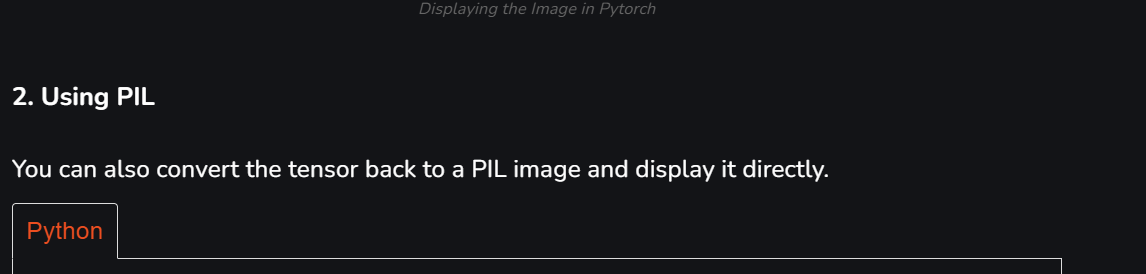 Displaying the Image in Pytorch
2. Using PIL
You can also convert the tensor back to a PIL image and display it directly.
Python